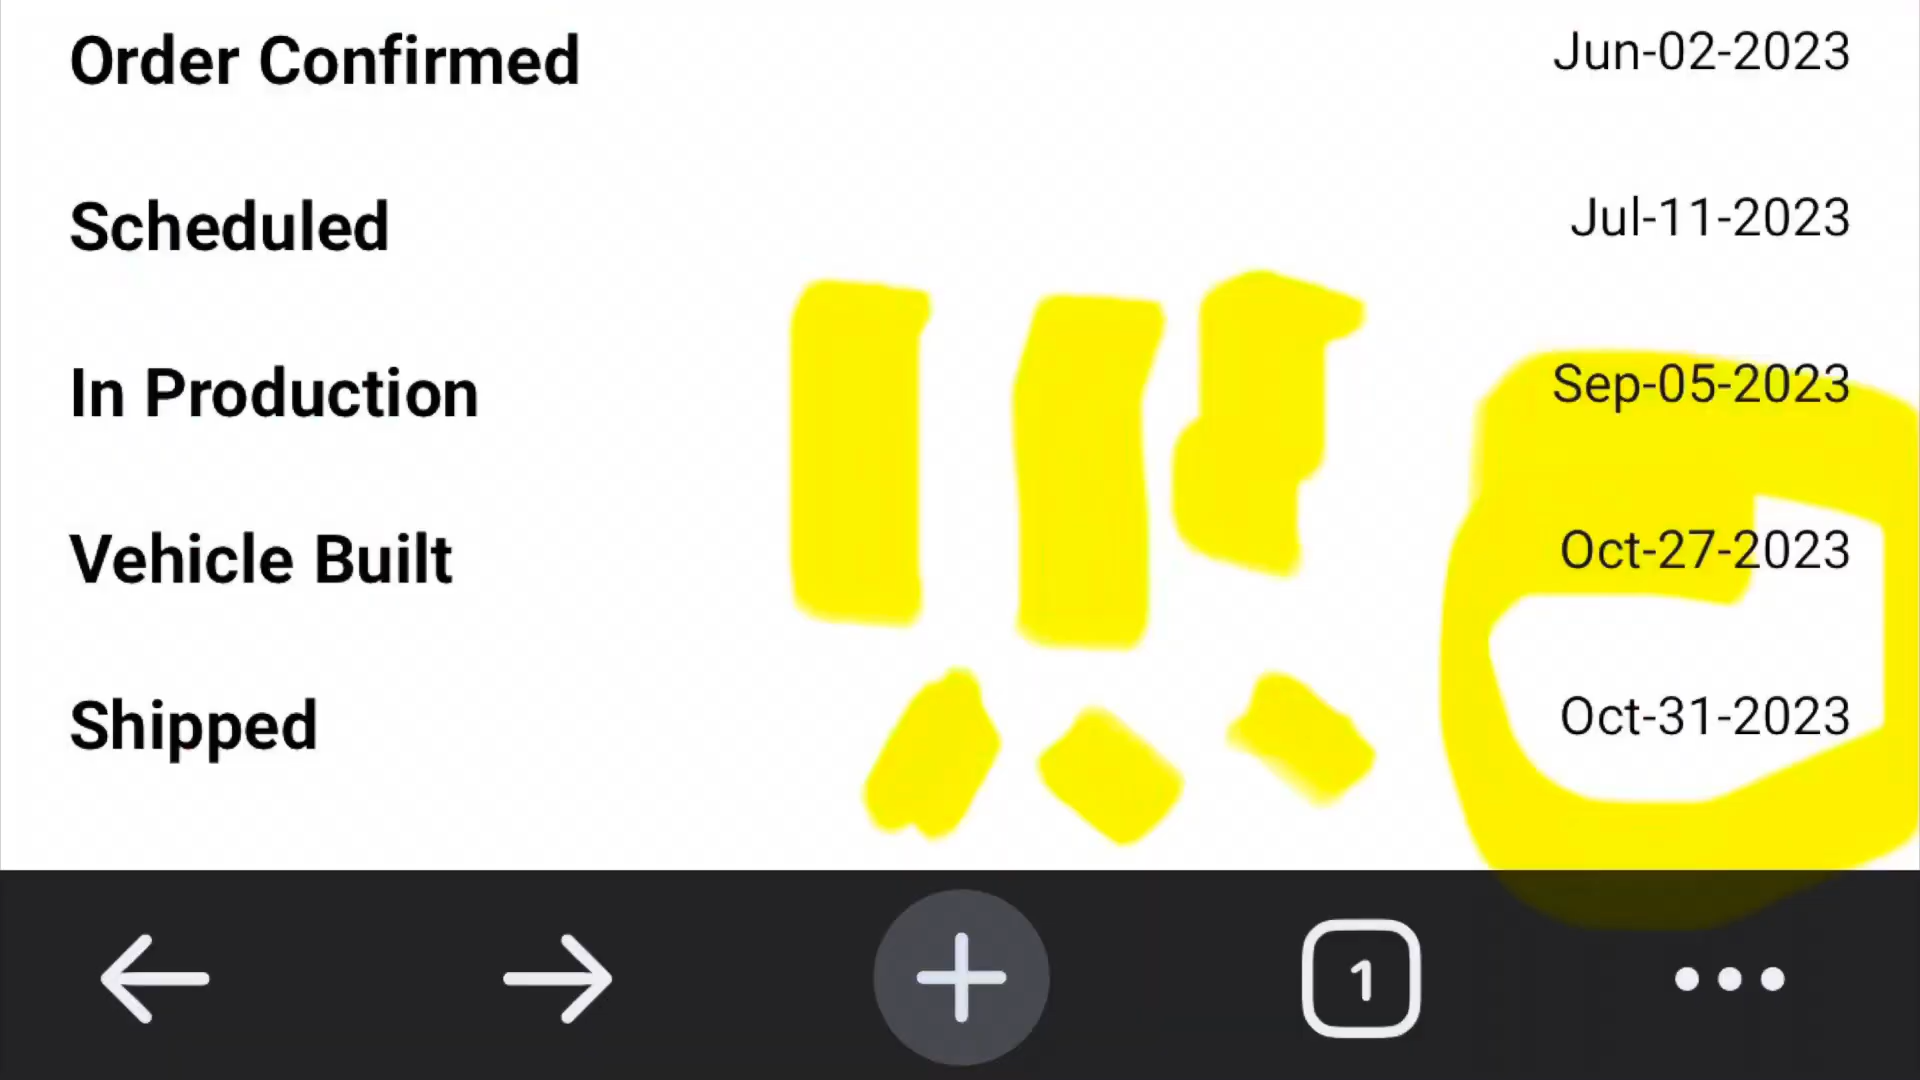 Order Confirmed Jun-02-2023
Scheduled Jul-11-2023
In Production Sep-05-2023
Vehicle Built Oct-27-2023
Shipped Oct-31-2023
!!!
1